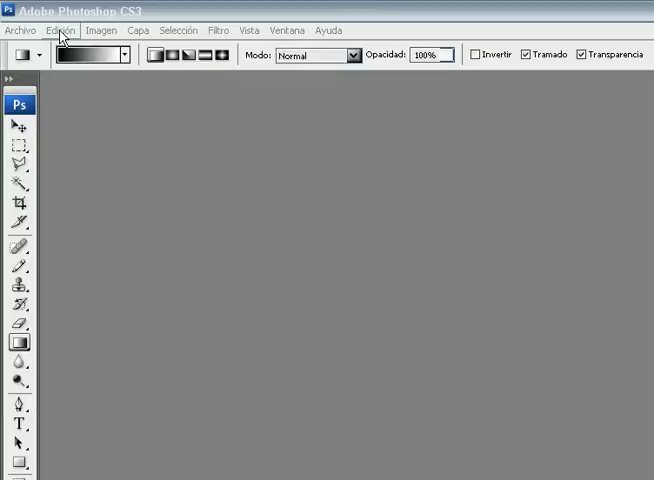 Ps Adobe Photoshop CS3
Archivo Edición Imagen Capa Selección Filtro Vista Ventana Ayuda
Modo: Normal Opacidad: 100% Invertir Tramado Transparencia
Ps
T